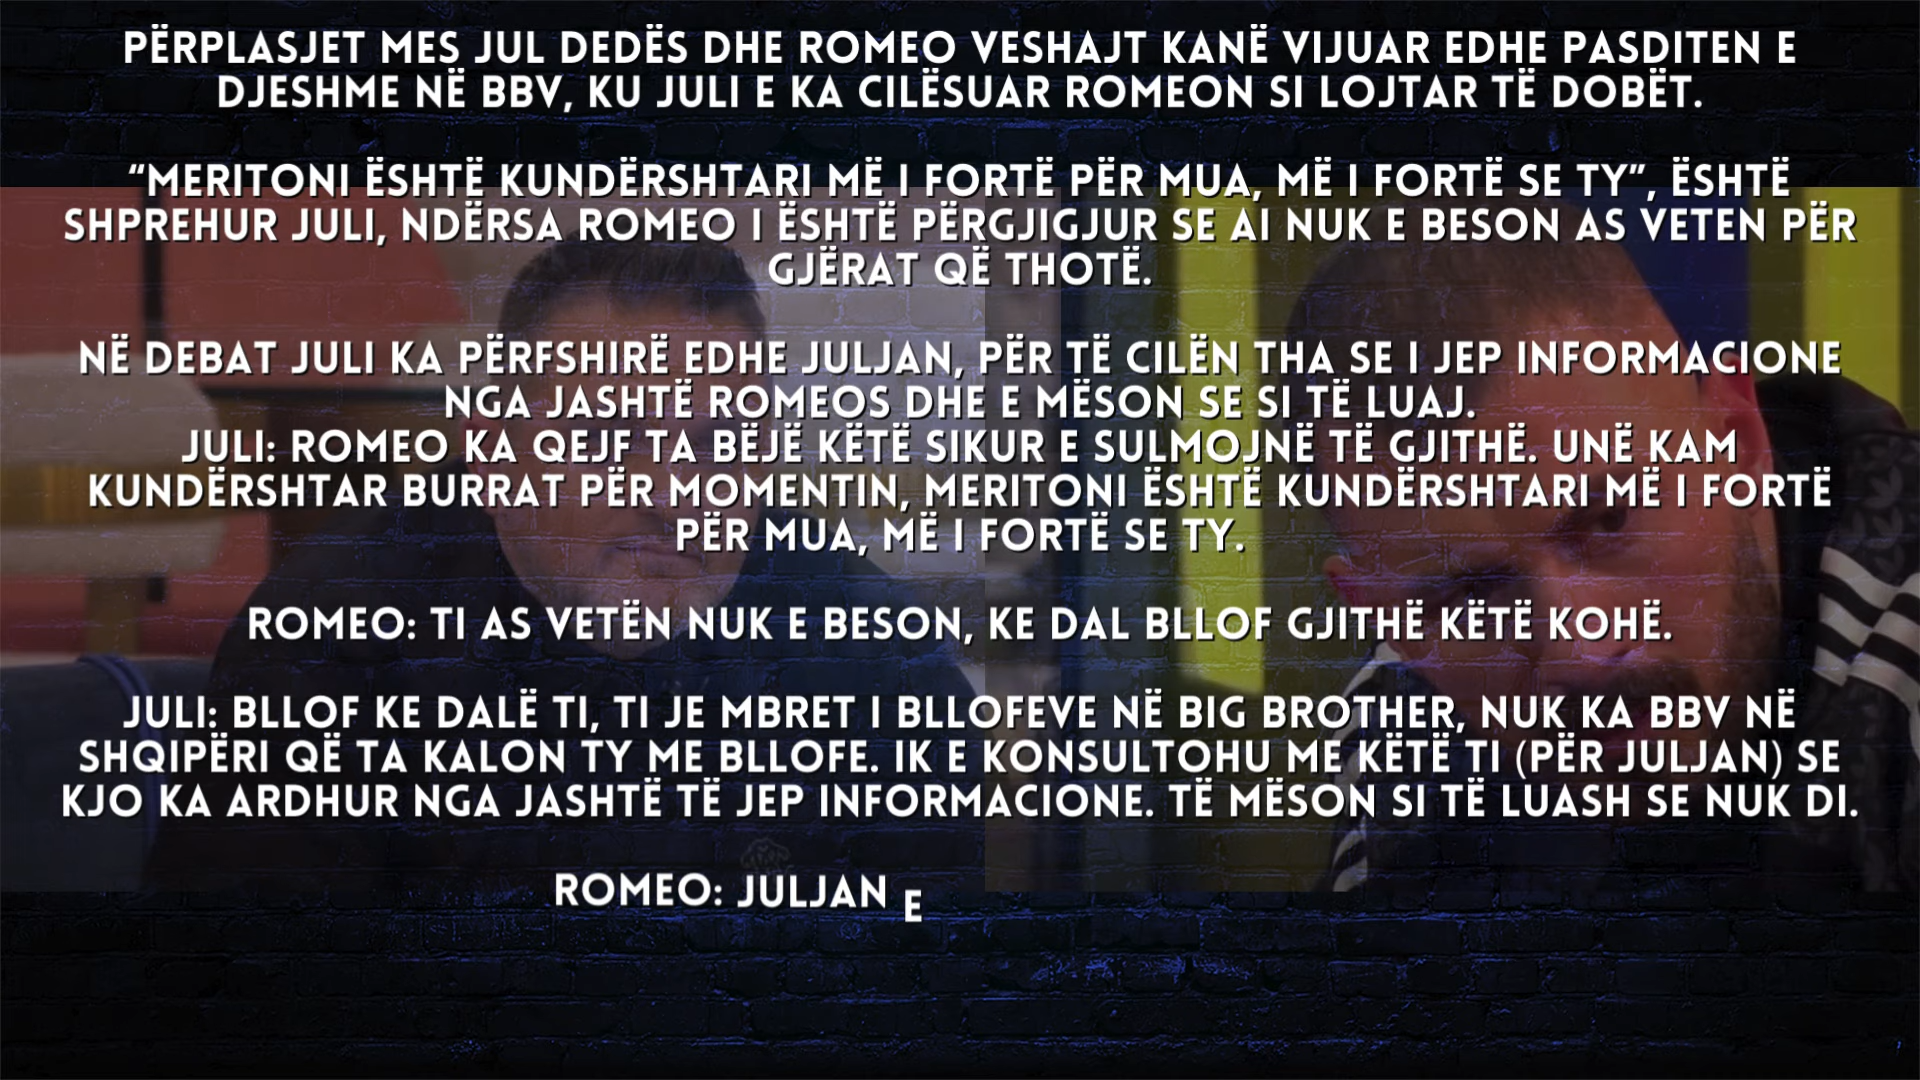 PËRPLASJET MES JUL DEDËS DHE ROMEO VESHAJT KANË VIJUAR EDHE PASDITEN E
DJESHME NË BBV, KU JULI E KA CILËSUAR ROMEON SI LOJTAR TË DOBËT.
“MERITONI ËSHTË KUNDËRSHTARI MË I FORTË PËR MUA, MË I FORTË SE TY”, ËSHTË
SHPREHUR JULI, NDËRSA ROMEO I ËSHTË PËRGJIGJUR SE AI NUK E BESON AS VETEN PËR
GJËRAT QË THOTË.
NË DEBAT JULI KA PËRFSHIRË EDHE JULJAN, PËR TË CILËN THA SE I JEP INFORMACIONE
NGA JASHTË ROMEOS DHE E MËSON SE SI TË LUAJ.
JULI: ROMEO KA QEJF TA BËJË KËTË SIKUR E SULMOJNË TË GJITHË. UNË KAM
KUNDËRSHTAR BURRAT PËR MOMENTIN, MERITONI ËSHTË KUNDËRSHTARI MË I FORTË
PËR MUA, MË I FORTË SE TY.
ROMEO: TI AS VETËN NUK E BESON, KE DAL BLLOF GJITHË KËTË KOHË.
JULI: BLLOF KE DALË TI, TI JE MBRET I BLLOFEVE NË BIG BROTHER, NUK KA BBV NË
SHQIPËRI QË TA KALON TY ME BLLOFE. IK E KONSULTOHU ME KËTË TI (PËR JULJAN) SE
KJO KA ARDHUR NGA JASHTË TË JEP INFORMACIONE. TË MËSON SI TË LUASH SE NUK DI.
ROMEO: JULJAN E